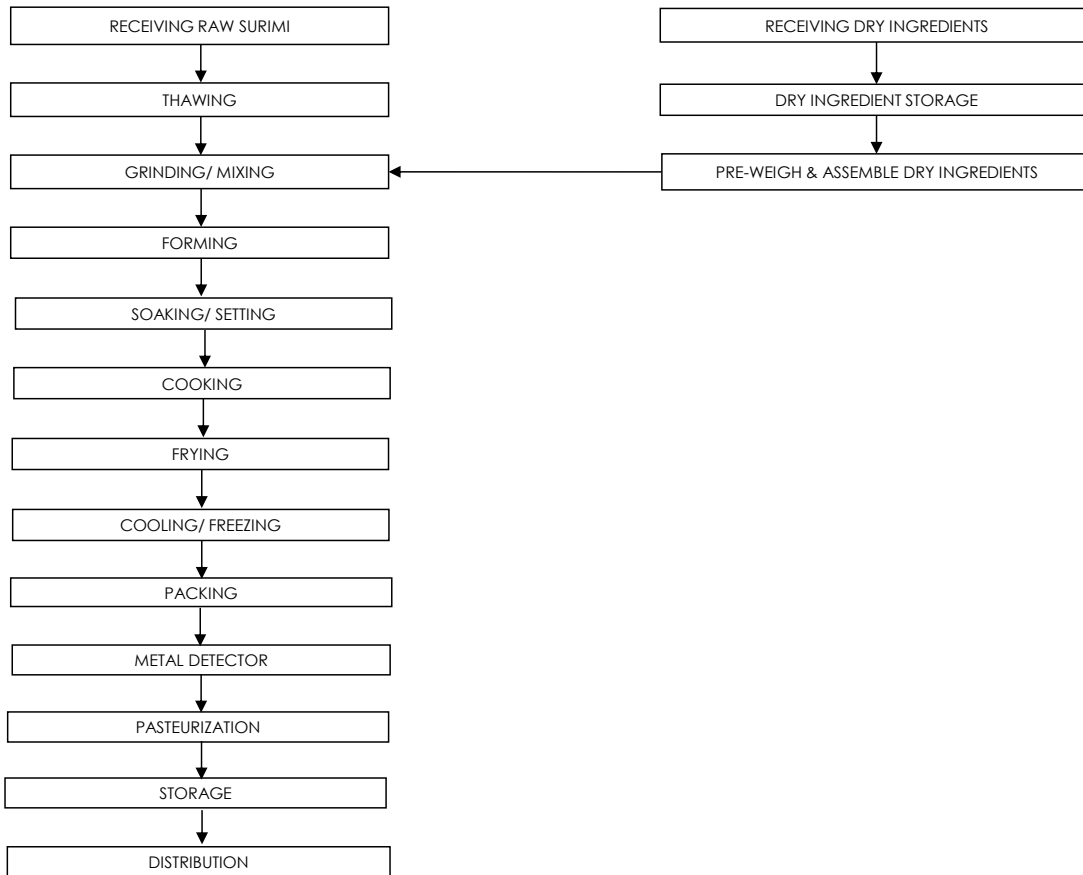 RECEIVING RAW SURIMI
RECEIVING DRY INGREDIENTS
THAWING
DRY INGREDIENT STORAGE
GRINDING/ MIXING
PRE-WEIGH & ASSEMBLE DRY INGREDIENTS
FORMING
SOAKING/ SETTING
COOKING
FRYING
COOLING/ FREEZING
PACKING
METAL DETECTOR
PASTEURIZATION
STORAGE
DISTRIBUTION